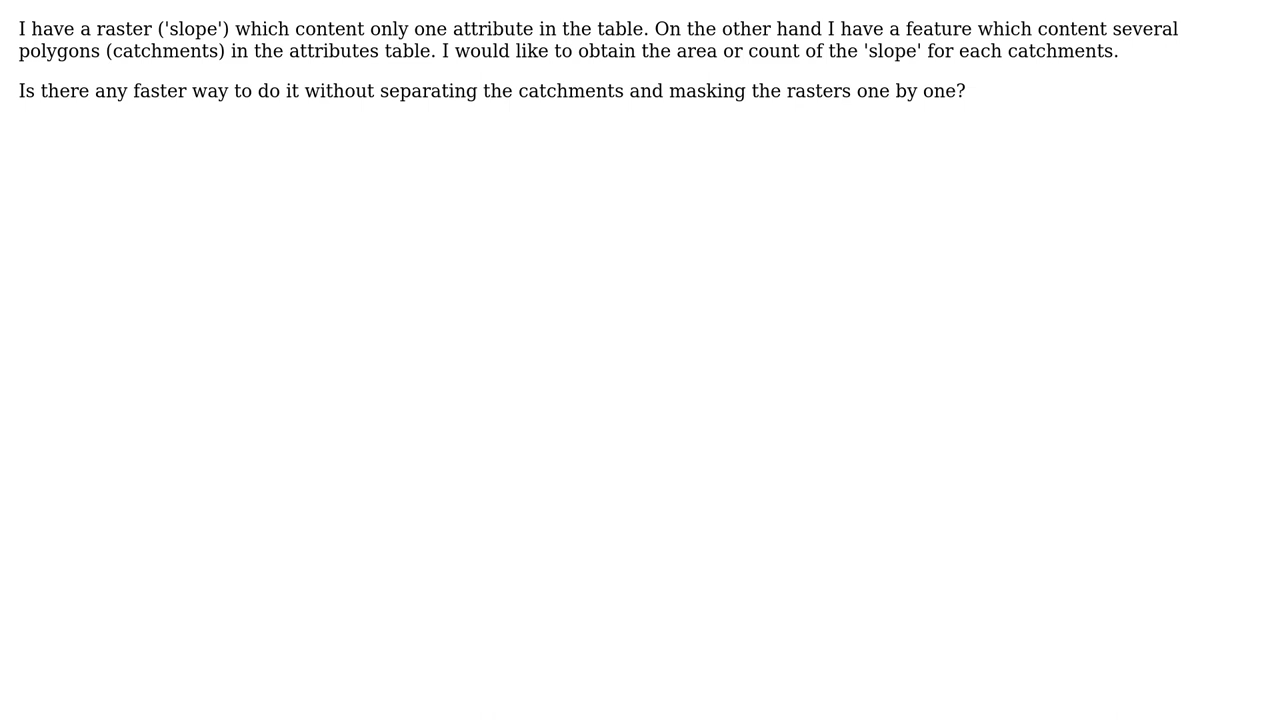 I have a raster ('slope') which content only one attribute in the table. On the other hand I have a feature which content several
polygons (catchments) in the attributes table. I would like to obtain the area or count of the 'slope' for each catchments.
Is there any faster way to do it without separating the catchments and masking the rasters one by one?